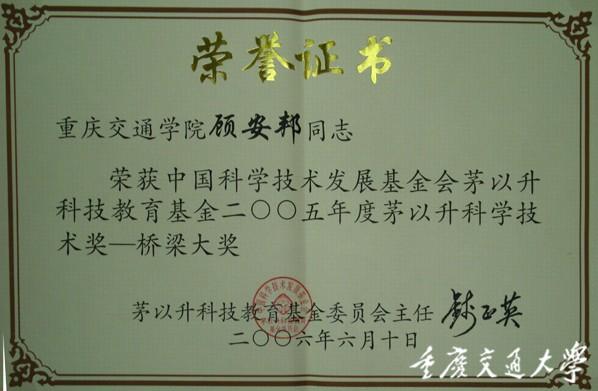 荣誉证书
重庆交通学院顾安邦同志
荣获中国科学技术发展基金会茅以升
科技教育基金二〇〇五年度茅以升科学技
术奖—桥梁大奖
茅以升科技教育基金委员会主任 钱正英
二〇〇六年六月十日
重庆交通大学